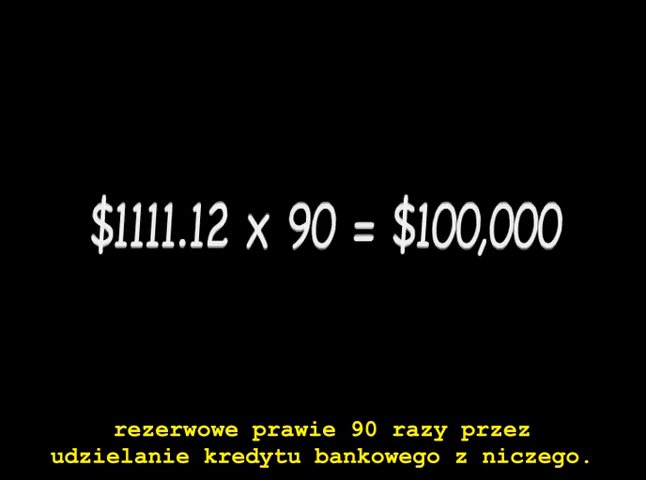 $1111.12 x 90 = $100,000
rezerwowe prawie 90 razy przez
udzielanie kredytu bankowego z niczego.